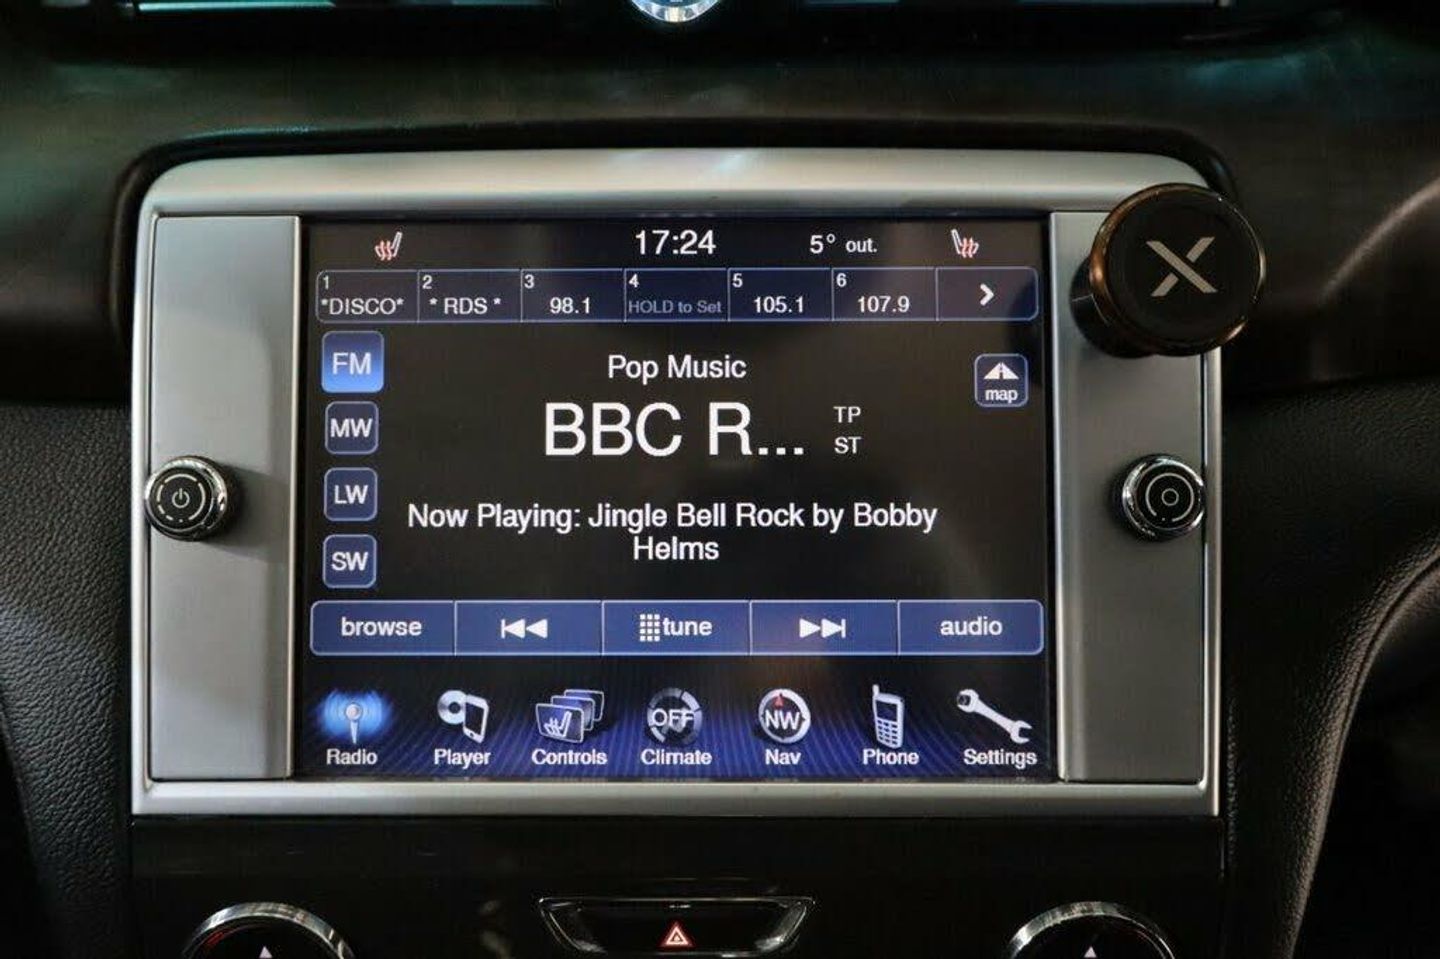 17:24 5° out.
1 2 3 4 5 6
*DISCO* * RDS * 98.1 HOLD to Set 105.1 107.9
FM
Pop Music
map
MW
BBC R... TP
ST
LW
Now Playing: Jingle Bell Rock by Bobby
Helms
SW
browse tune audio
OFF NW
Radio Player Controls Climate Nav Phone Settings